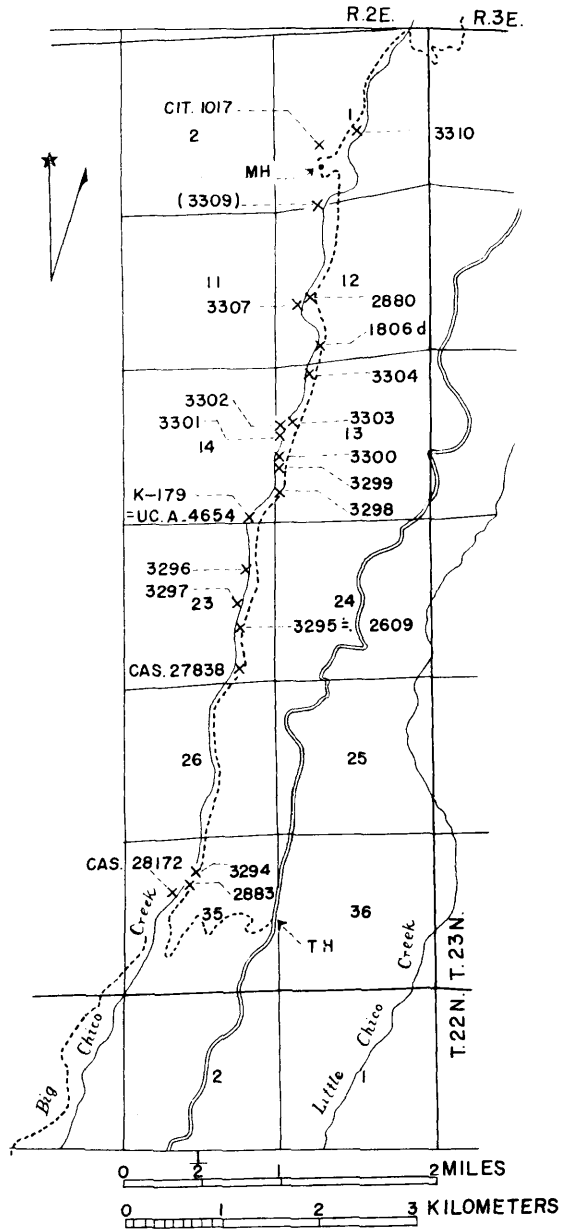 R.2E. R.3E.
CIT. 1017
1
2
3310
MH
(3309)
11
12
3307
2880
1806 d
3304
3302
3301
3303
13
14
3300
3299
K-179
3298
=UC.A.4654
3296
3297
23
24
3295 ≐. 2609
CAS. 27838
26
25
CAS. 28172
3294
2883
35
36
TH
T.22N. T.23N.
Big Chico Creek
Little Chico Creek
2
1
0 ½ 1 2 MILES
0 1 2 3 KILOMETERS